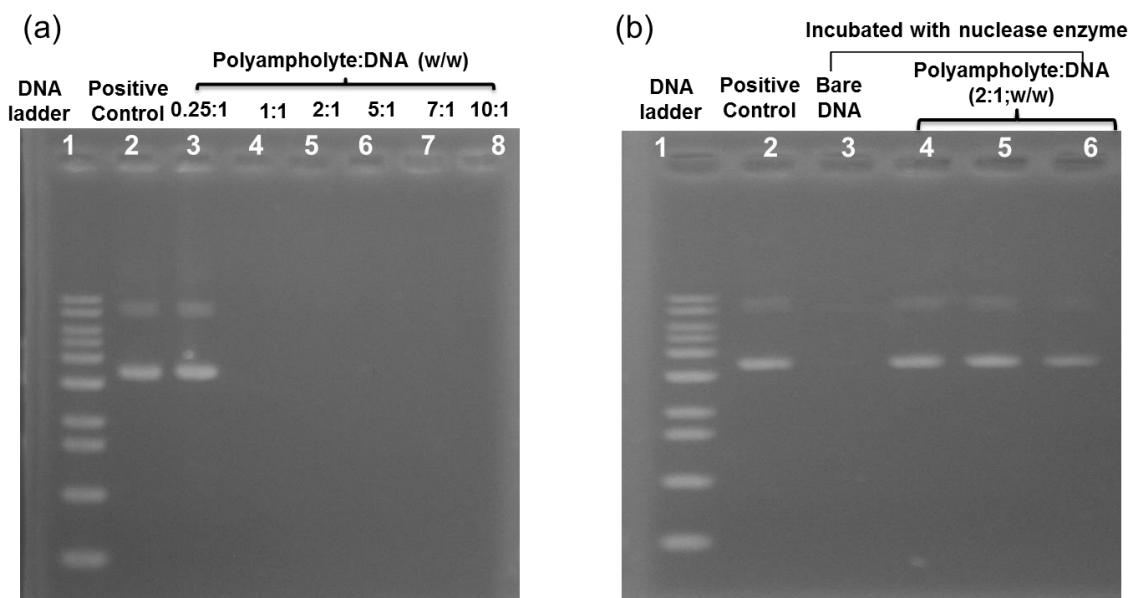 (a)
Polyampholyte:DNA (w/w)
DNA ladder
Positive Control
0.25:1 1:1 2:1 5:1 7:1 10:1
1 2 3 4 5 6 7 8
(b)
Incubated with nuclease enzyme
DNA ladder
Positive Control
Bare DNA
Polyampholyte:DNA
(2:1;w/w)
1 2 3 4 5 6